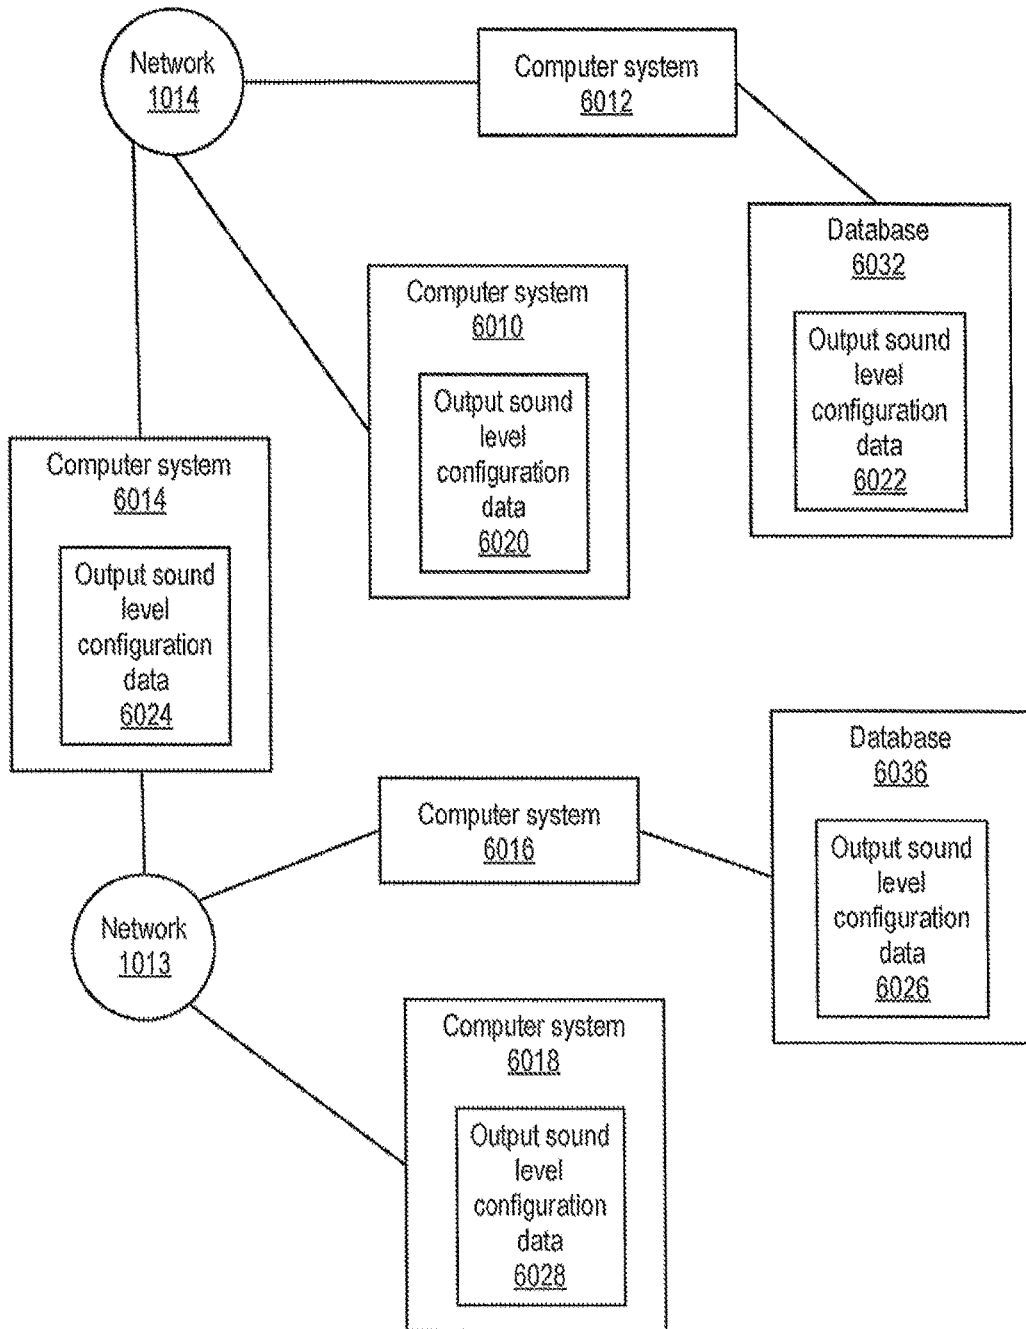 Network
1014
Computer system
6012
Database
6032
Output sound
level
configuration
data
6022
Computer system
6010
Output sound
level
configuration
data
6020
Computer system
6014
Output sound
level
configuration
data
6024
Database
6036
Output sound
level
configuration
data
6026
Computer system
6016
Network
1013
Computer system
6018
Output sound
level
configuration
data
6028